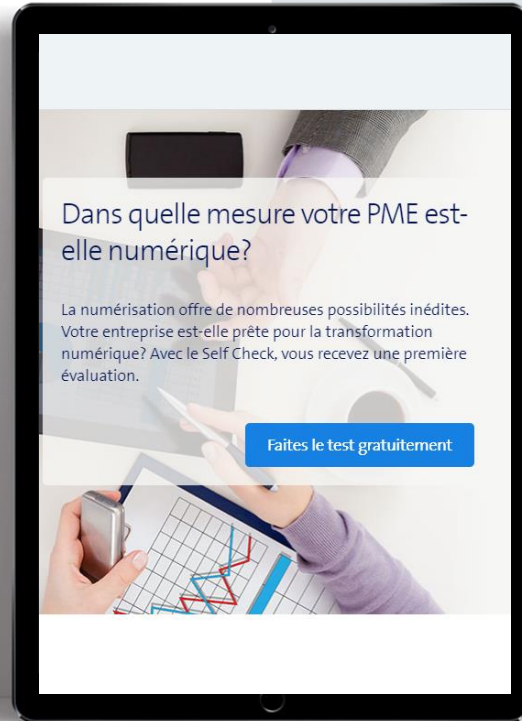 Dans quelle mesure votre PME est-
elle numérique?
La numérisation offre de nombreuses possibilités inédites.
Votre entreprise est-elle prête pour la transformation
numérique? Avec le Self Check, vous recevez une première
évaluation.
Faites le test gratuitement